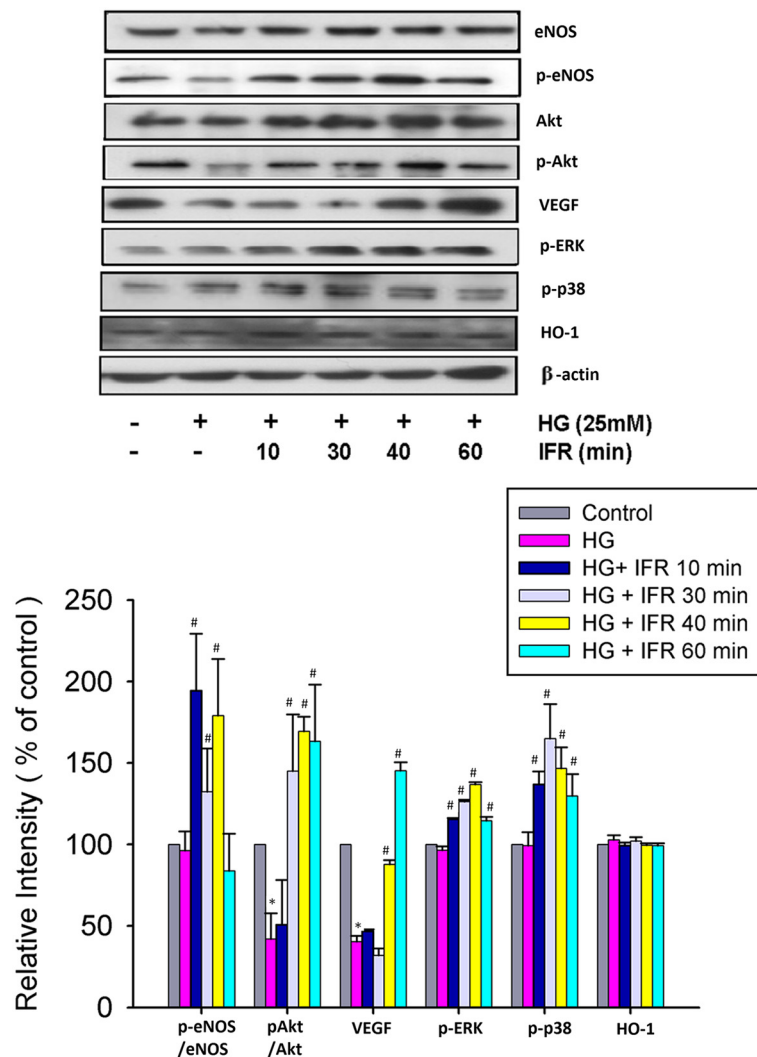 eNOS
p-eNOS
Akt
p-Akt
VEGF
p-ERK
p-p38
HO-1
β-actin
- + + + + + HG (25mM)
- - 10 30 40 60 IFR (min)
Control
HG
HG+ IFR 10 min
HG + IFR 30 min
HG + IFR 40 min
HG + IFR 60 min
Relative Intensity ( % of control )
250
200
150
100
50
0
# # #
* # # #
* # #
# # # #
# # # #
p-eNOS pAkt VEGF p-ERK p-p38 HO-1
/eNOS /Akt